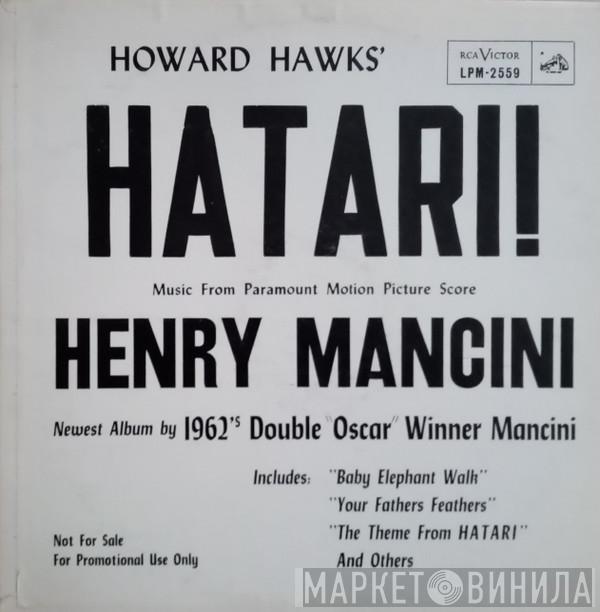 HOWARD HAWKS'
RCA VICTOR
LPM-2559
HATARI!
Music From Paramount Motion Picture Score
HENRY MANCINI
Newest Album by 1962's Double "Oscar" Winner Mancini
Includes: "Baby Elephant Walk"
"Your Fathers Feathers"
"The Theme From HATARI"
And Others
Not For Sale
For Promotional Use Only
МАРКЕТ ВИНИЛА